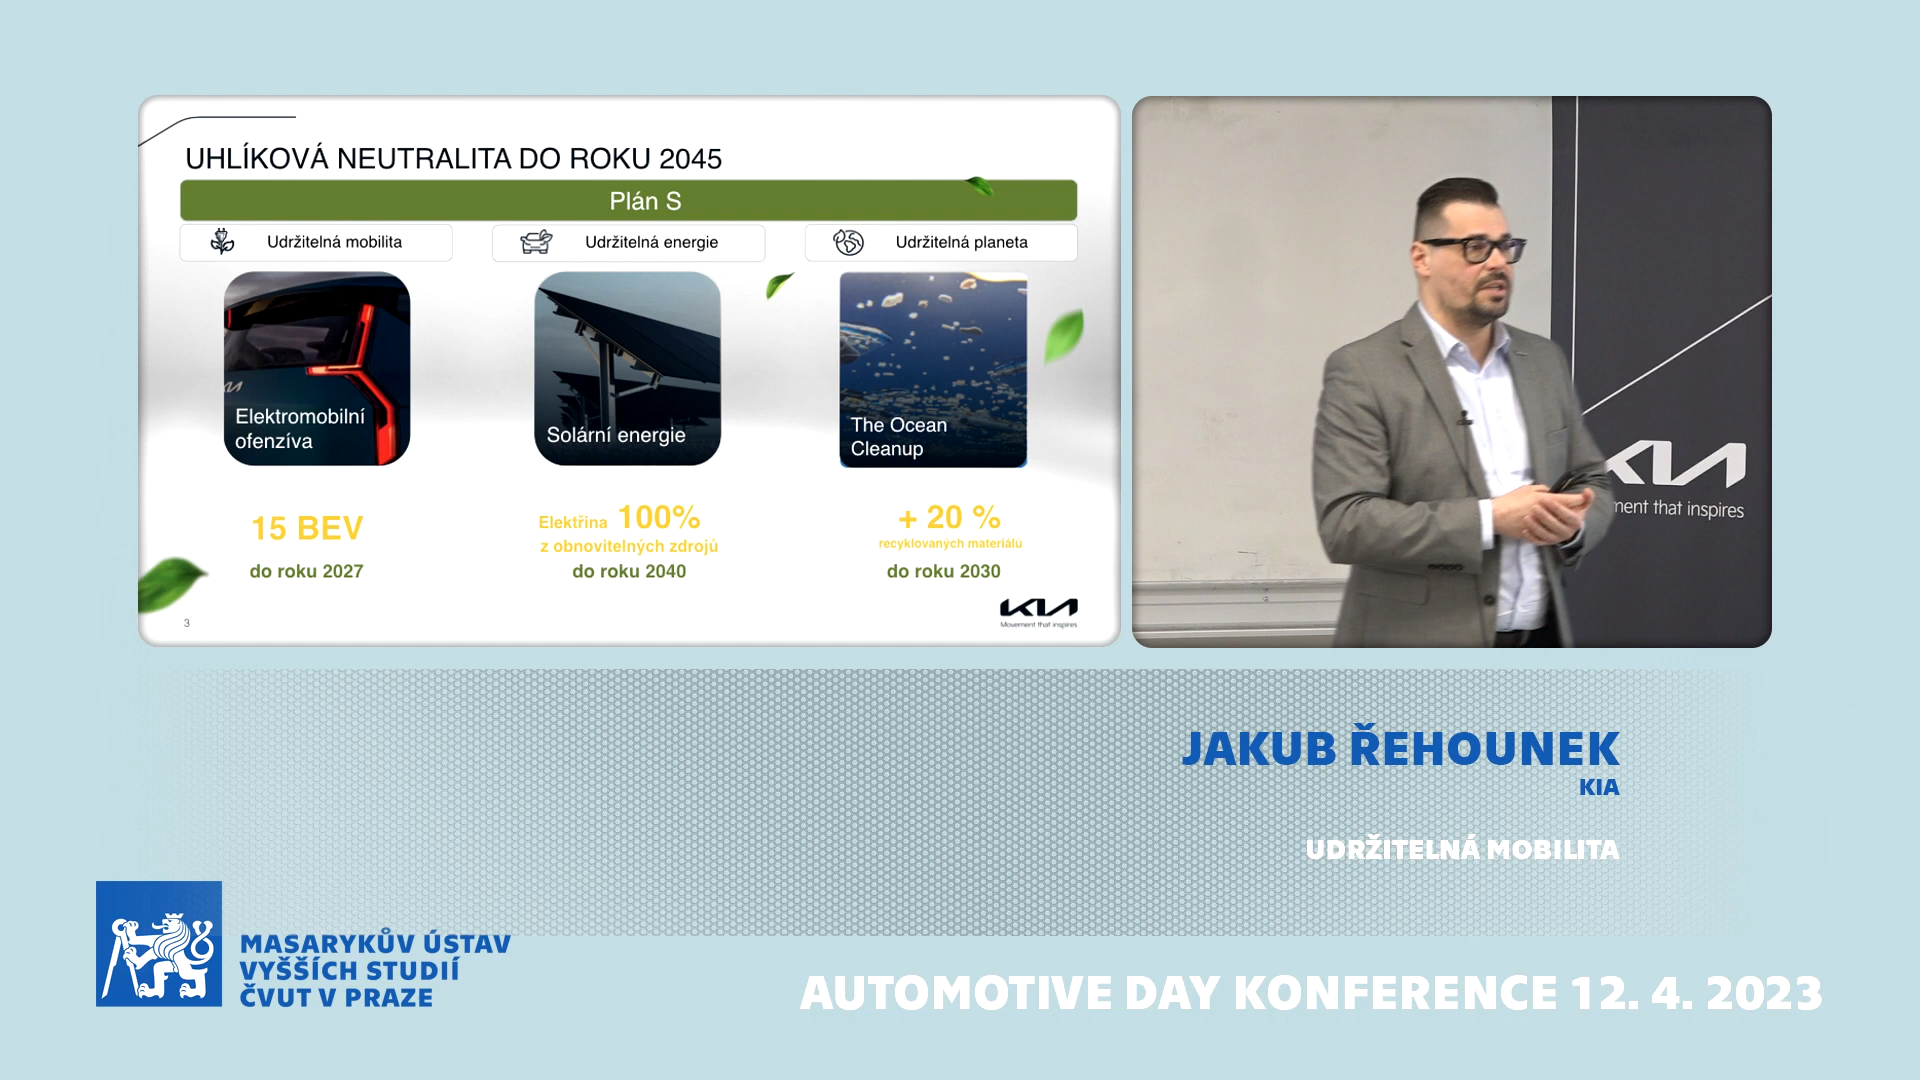 UHLÍKOVÁ NEUTRALITA DO ROKU 2045
Plán S
Udržitelná mobilita
Udržitelná energie
Udržitelná planeta
Elektromobilní
ofenzíva
Solární energie
The Ocean
Cleanup
15 BEV
do roku 2027
Elektřina 100%
z obnovitelných zdrojů
do roku 2040
+ 20 %
recyklovaných materiálu
do roku 2030
KIA
Movement that inspires
3
KIA
ment that inspires
JAKUB ŘEHOUNEK
KIA
UDRŽITELNÁ MOBILITA
MASARYKŮV ÚSTAV
VYŠŠÍCH STUDIÍ
ČVUT V PRAZE
AUTOMOTIVE DAY KONFERENCE 12. 4. 2023